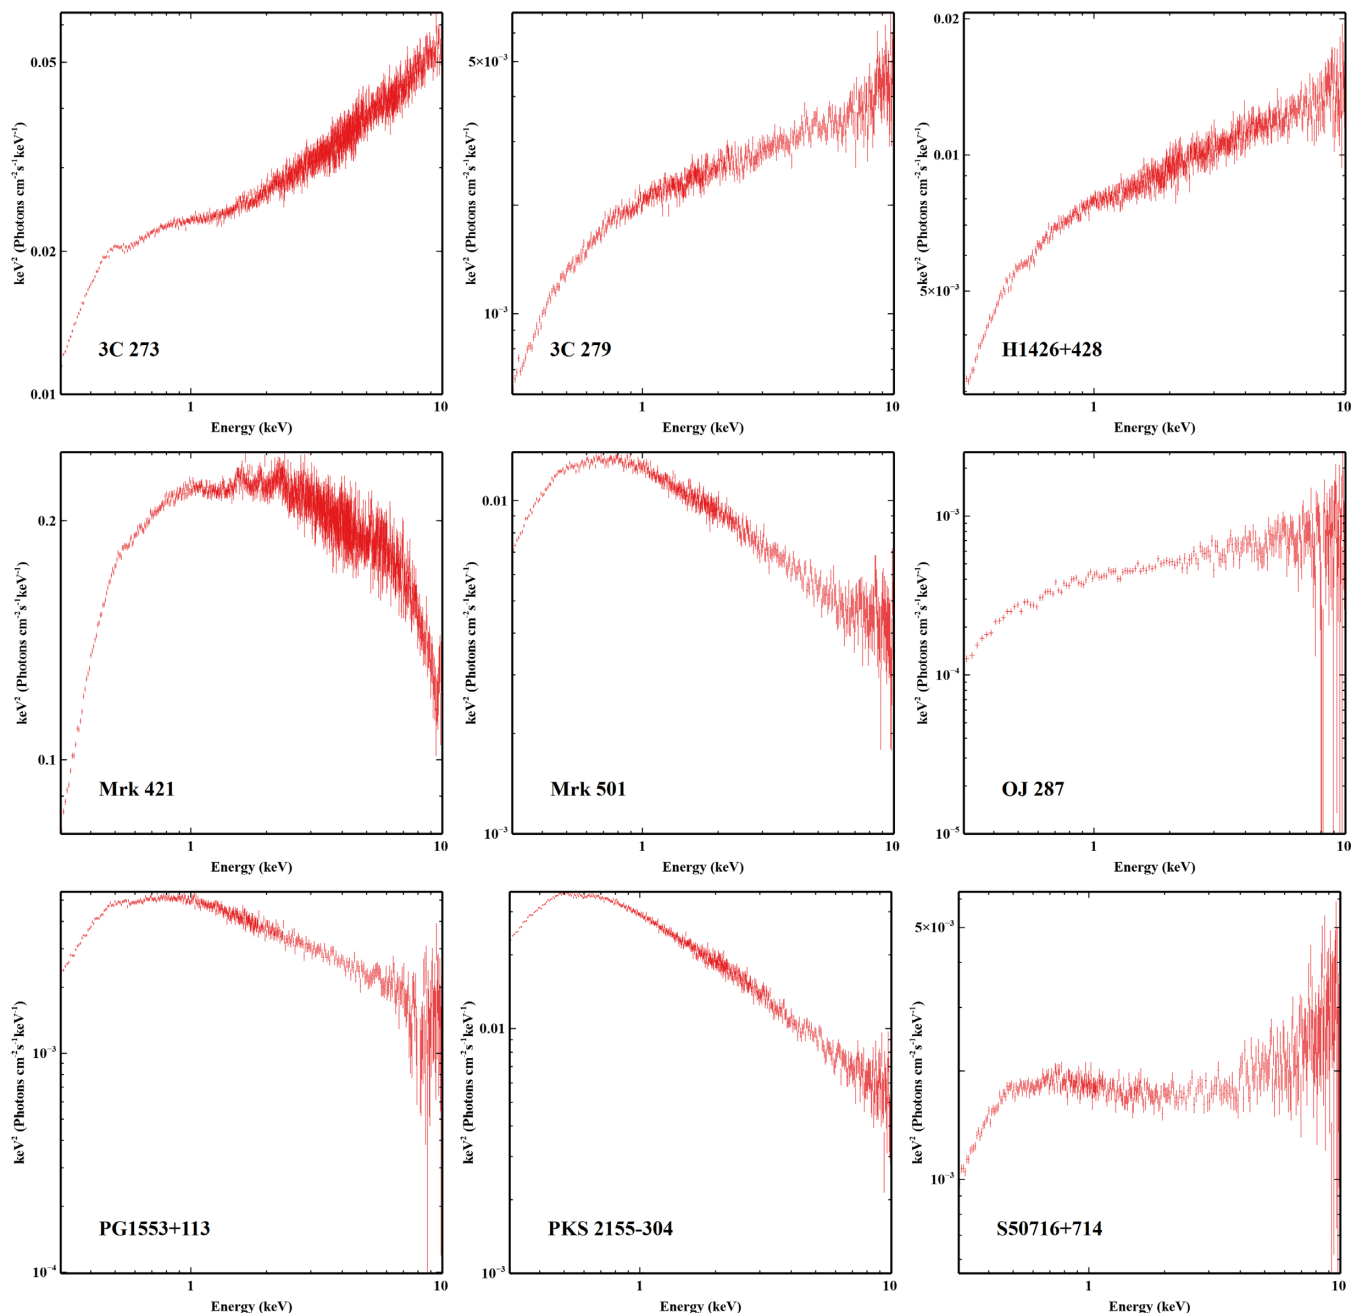 keV² (Photons cm⁻²s⁻¹keV⁻¹)
0.05
0.02
0.01
3C 273
1
10
Energy (keV)
keV² (Photons cm⁻²s⁻¹keV⁻¹)
5×10⁻³
10⁻³
3C 279
1
10
Energy (keV)
keV² (Photons cm⁻²s⁻¹keV⁻¹)
0.02
0.01
5×10⁻³
H1426+428
1
10
Energy (keV)
keV² (Photons cm⁻²s⁻¹keV⁻¹)
0.2
0.1
Mrk 421
1
10
Energy (keV)
keV² (Photons cm⁻²s⁻¹keV⁻¹)
0.01
10⁻³
Mrk 501
1
10
Energy (keV)
keV² (Photons cm⁻²s⁻¹keV⁻¹)
10⁻³
10⁻⁴
10⁻⁵
OJ 287
1
10
Energy (keV)
keV² (Photons cm⁻²s⁻¹keV⁻¹)
10⁻³
10⁻⁴
PG1553+113
1
10
Energy (keV)
keV² (Photons cm⁻²s⁻¹keV⁻¹)
0.01
10⁻³
PKS 2155-304
1
10
Energy (keV)
keV² (Photons cm⁻²s⁻¹keV⁻¹)
5×10⁻³
10⁻³
S50716+714
1
10
Energy (keV)